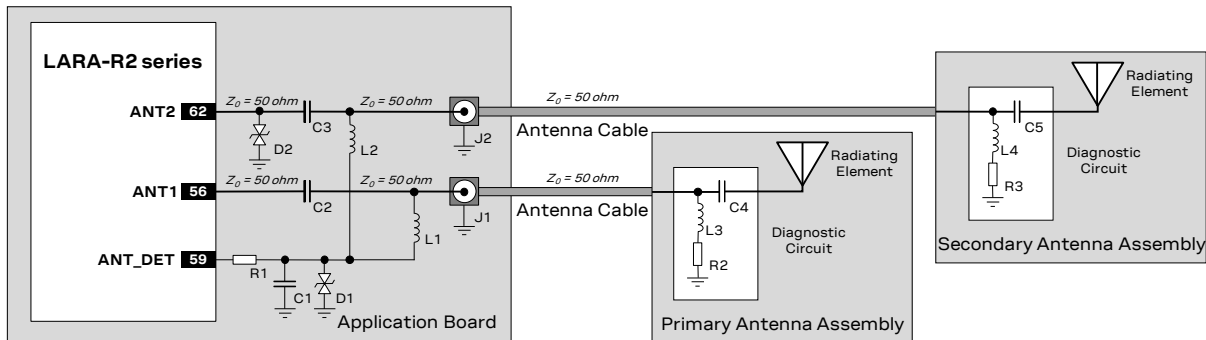 LARA-R2 series
ANT2 62
Z0 = 50 ohm
C3
Z0 = 50 ohm
D2
L2
J2
Z0 = 50 ohm
Antenna Cable
ANT1 56
Z0 = 50 ohm
C2
Z0 = 50 ohm
L1
J1
Z0 = 50 ohm
Antenna Cable
ANT_DET 59
R1
C1
D1
Application Board
Radiating
Element
C4
L3
R2
Diagnostic
Circuit
Primary Antenna Assembly
Radiating
Element
C5
L4
R3
Diagnostic
Circuit
Secondary Antenna Assembly